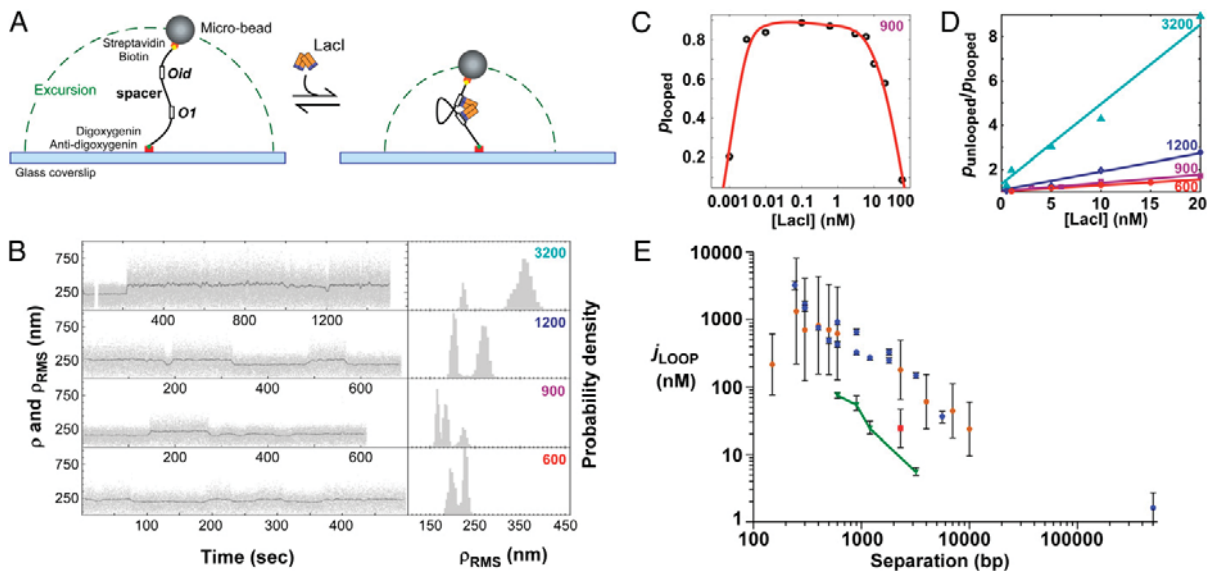 A
Streptavidin
Biotin
Micro-bead
Oid
Excursion
spacer
O1
Digoxygenin
Anti-digoxygenin
Glass coverslip
LacI
B
ρ and ρRMS (nm)
750
250
400 800 1200
3200
750
250
200 400 600
1200
750
250
200 400 600
900
750
250
100 200 300 400
600
Time (sec)
150 250 350 450
ρRMS (nm)
Probability density
C
plooped
0.8
0.6
0.4
0.2
900
0.001 0.01 0.1 1 10 100
[LacI] (nM)
D
punlooped/plooped
8
6
4
2
3200
1200
900
600
0 5 10 15 20
[LacI] (nM)
E
jLOOP
(nM)
10000
1000
100
10
1
100 1000 10000 100000
Separation (bp)